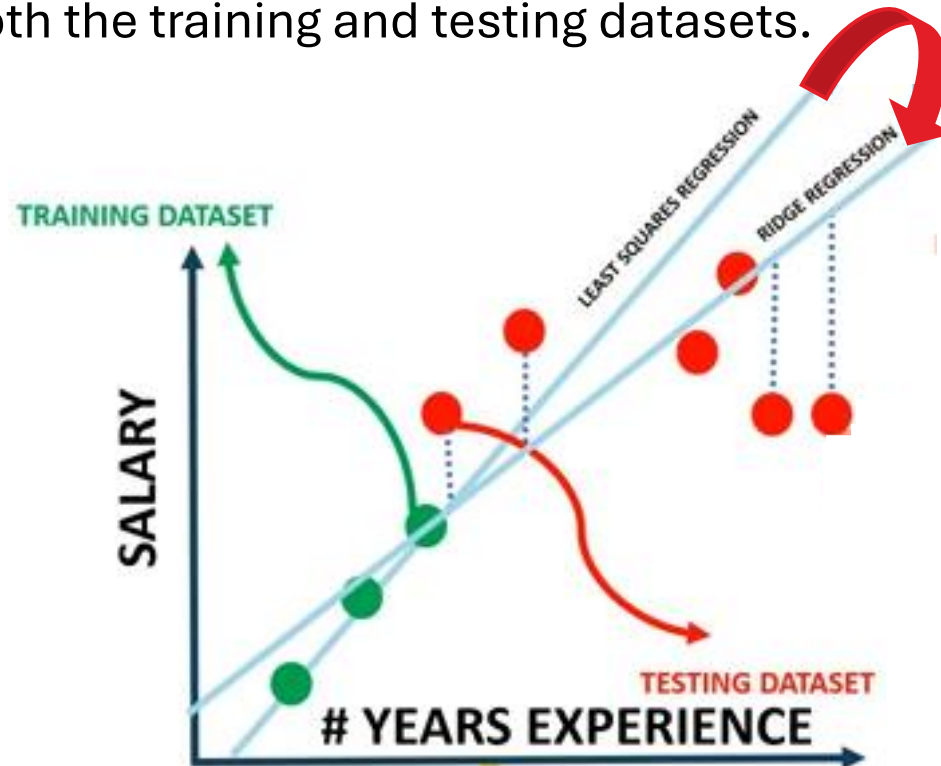 oth the training and testing datasets.
LEAST SQUARES REGRESSION
RIDGE REGRESSION
TRAINING DATASET
SALARY
TESTING DATASET
# YEARS EXPERIENCE